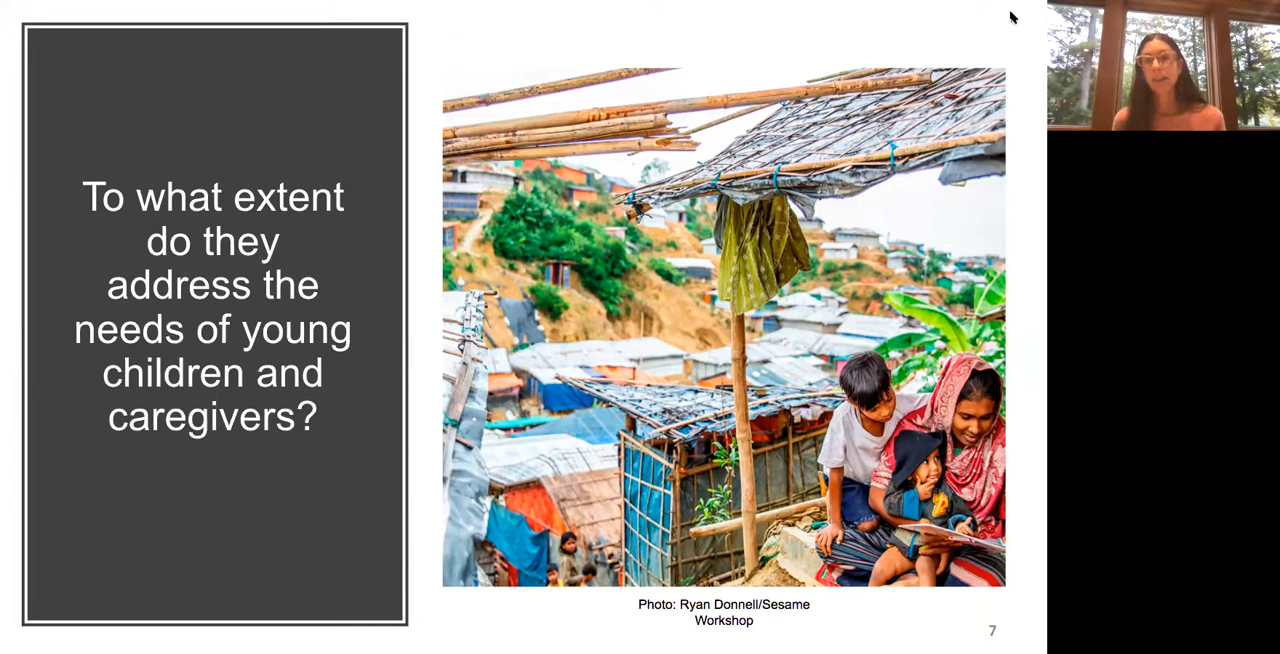 To what extent
do they
address the
needs of young
children and
caregivers?
Photo: Ryan Donnell/Sesame
Workshop
7